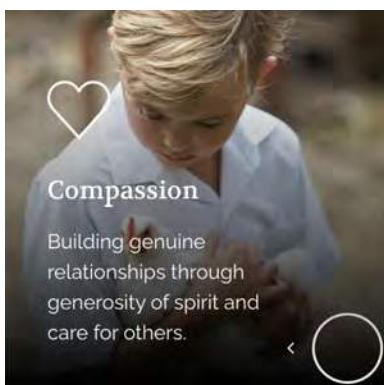 Compassion
Building genuine
relationships through
generosity of spirit and
care for others.